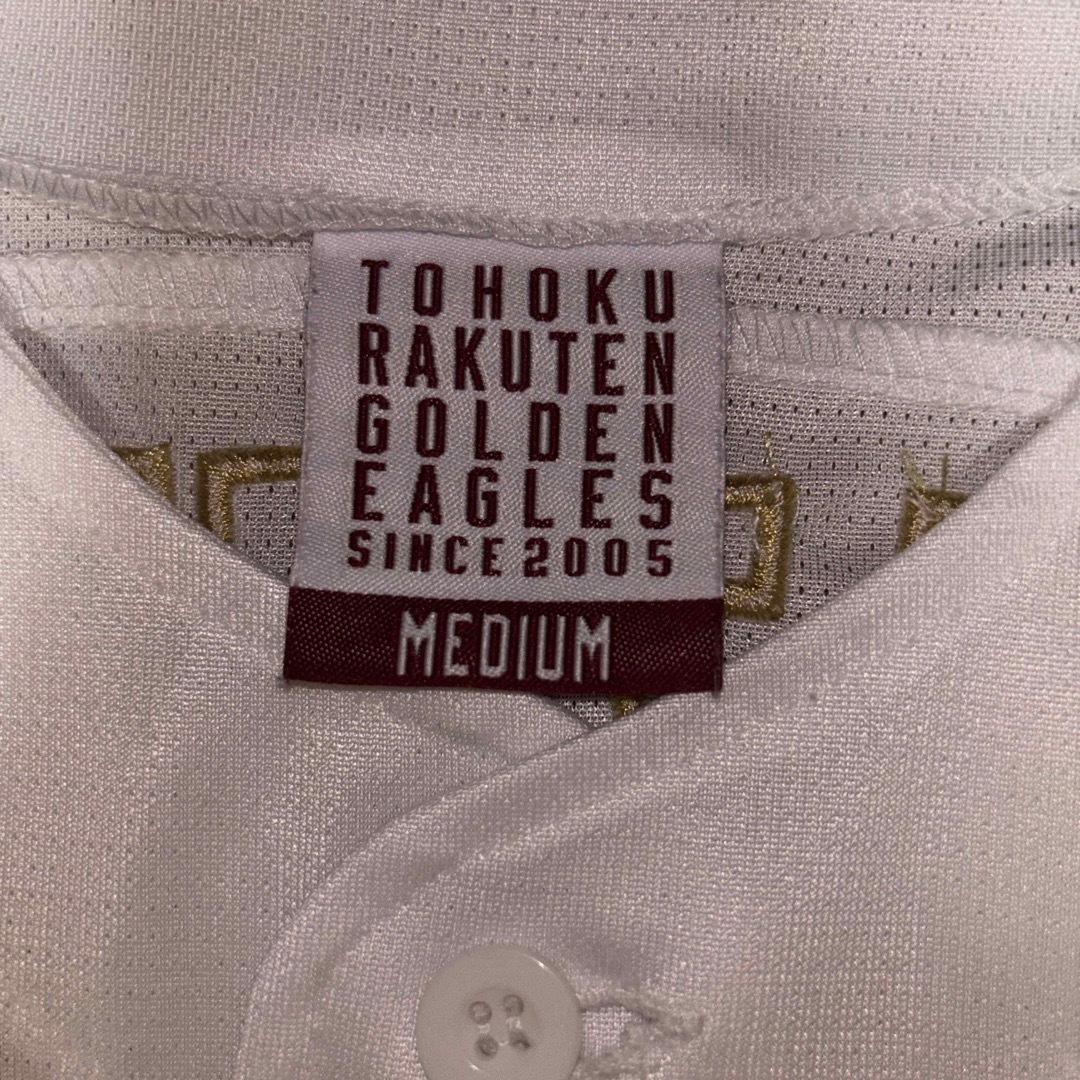 TOHOKU
RAKUTEN
GOLDEN
EAGLES
SINCE 2005
MEDIUM